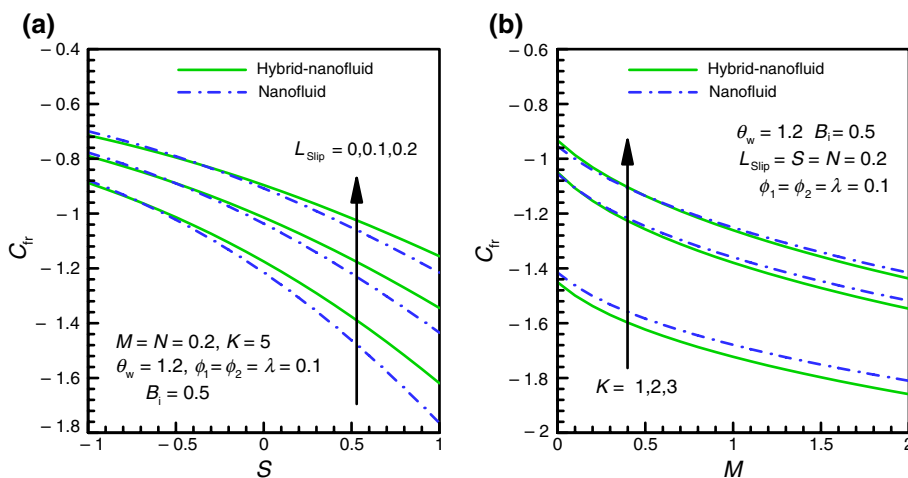 (a)
− 0.4
− 0.6
− 0.8
− 1
− 1.2
− 1.4
− 1.6
− 1.8
C_fr
Hybrid-nanofluid
Nanofluid
L_Slip = 0,0.1,0.2
M = N = 0.2, K = 5
θ_w = 1.2, ϕ_1 = ϕ_2 = λ = 0.1
B_i = 0.5
− 1
− 0.5
0
0.5
1
S
(b)
− 0.6
− 0.8
− 1
− 1.2
− 1.4
− 1.6
− 1.8
− 2
C_fr
Hybrid-nanofluid
Nanofluid
θ_w = 1.2 B_i = 0.5
L_Slip = S = N = 0.2
ϕ_1 = ϕ_2 = λ = 0.1
K = 1,2,3
0
0.5
1
1.5
2
M